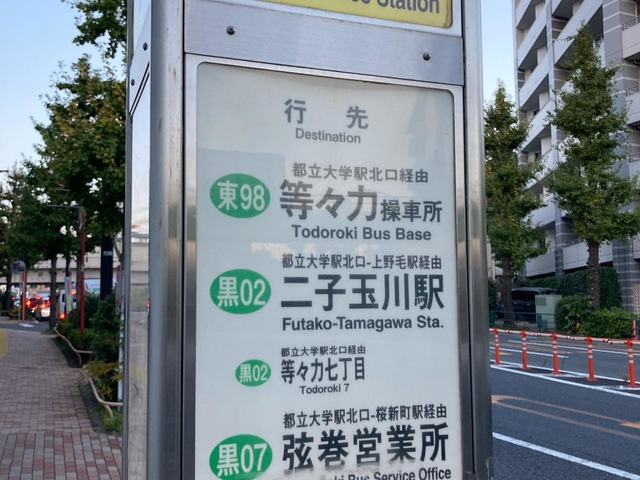 Station
行 先
Destination
都立大学駅北口経由
東98 等々力操車所
Todoroki Bus Base
都立大学駅北口-上野毛駅経由
黒02 二子玉川駅
Futako-Tamagawa Sta.
都立大学駅北口経由
黒02 等々力七丁目
Todoroki 7
都立大学駅北口-桜新町駅経由
黒07 弦巻営業所
Bus Service Office